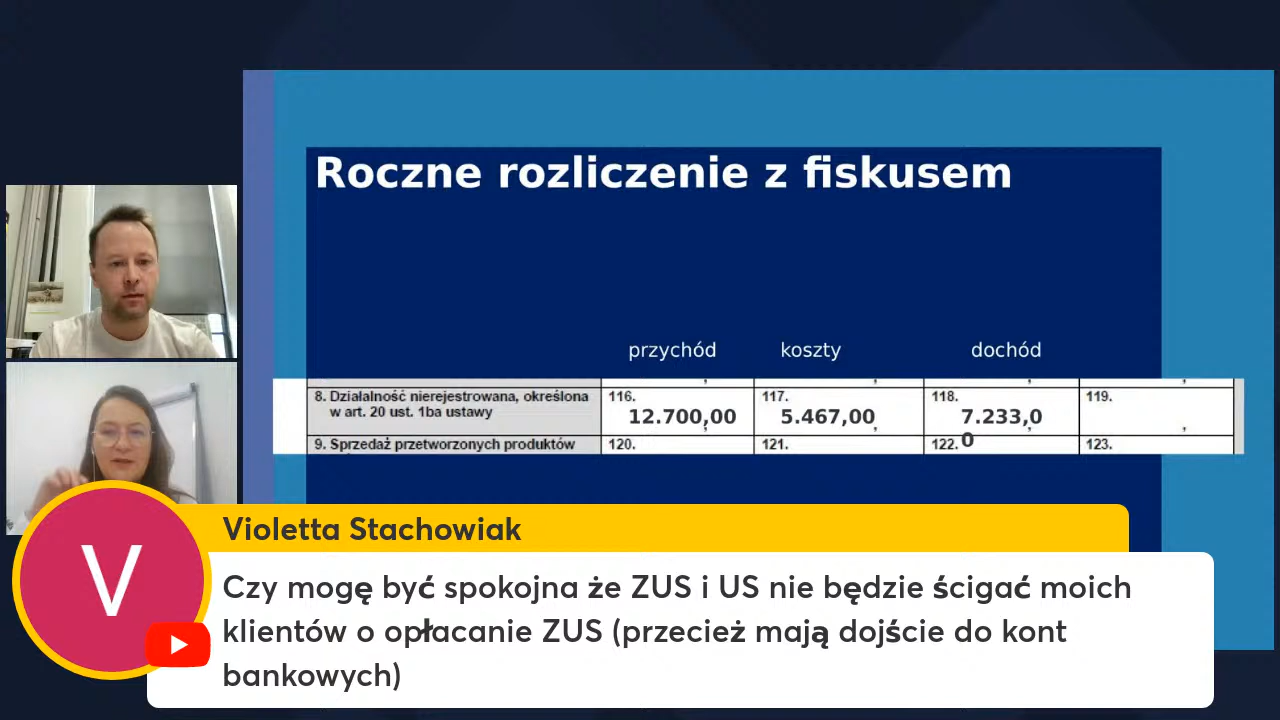 Roczne rozliczenie z fiskusem
przychód koszty dochód
8. Działalność nierejestrowana, określona 116. 117. 118. 119.
w art. 20 ust. 1ba ustawy 12.700,00 5.467,00 7.233,0
0
9. Sprzedaż przetworzonych produktów 120. 121. 122. 123.
V
Violetta Stachowiak
Czy mogę być spokojna że ZUS i US nie będzie ścigać moich
klientów o opłacanie ZUS (przecież mają dojście do kont
bankowych)